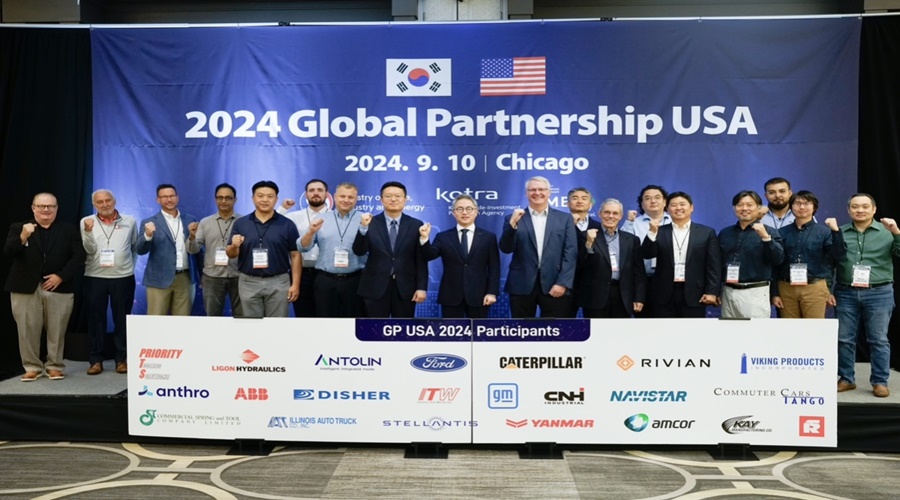 2024 Global Partnership USA
2024. 9. 10 | Chicago
kotra
GP USA 2024 Participants
PRIORITY
LIGON HYDRAULICS
ANTOLIN
Ford
CATERPILLAR
RIVIAN
VIKING PRODUCTS
INCORPORATED
anthro
ABB
DISHER
ITW
gm
CNH
INDUSTRIAL
NAVISTAR
COMMUTER CARS
TANGO
COMMERCIAL SPRING AND TOOL
COMPANY LIMITED
ILLINOIS AUTO TRUCK
STELLANTIS
YANMAR
amcor
KAY
R